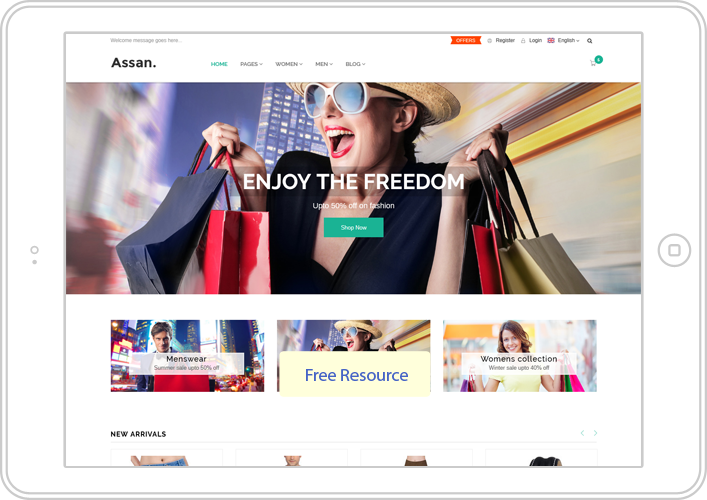 Welcome message goes here...
OFFERS Register Login English
Assan. HOME PAGES WOMEN MEN BLOG 4
ENJOY THE FREEDOM
Upto 50% off on fashion
Shop Now
Menswear
Summer sale upto 50% off
Free Resource
Womens collection
Winter sale upto 40% off
NEW ARRIVALS